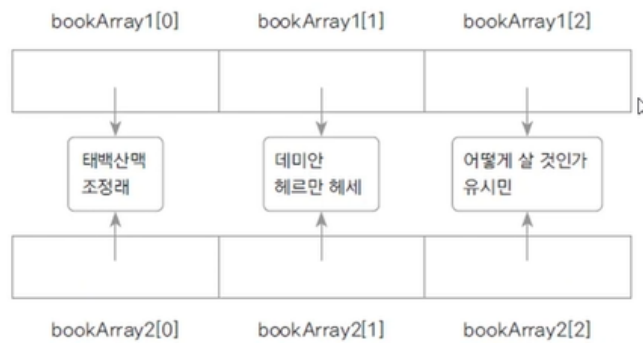 bookArray1[0] bookArray1[1] bookArray1[2]
태백산맥
조정래
데미안
헤르만 헤세
어떻게 살 것인가
유시민
bookArray2[0] bookArray2[1] bookArray2[2]